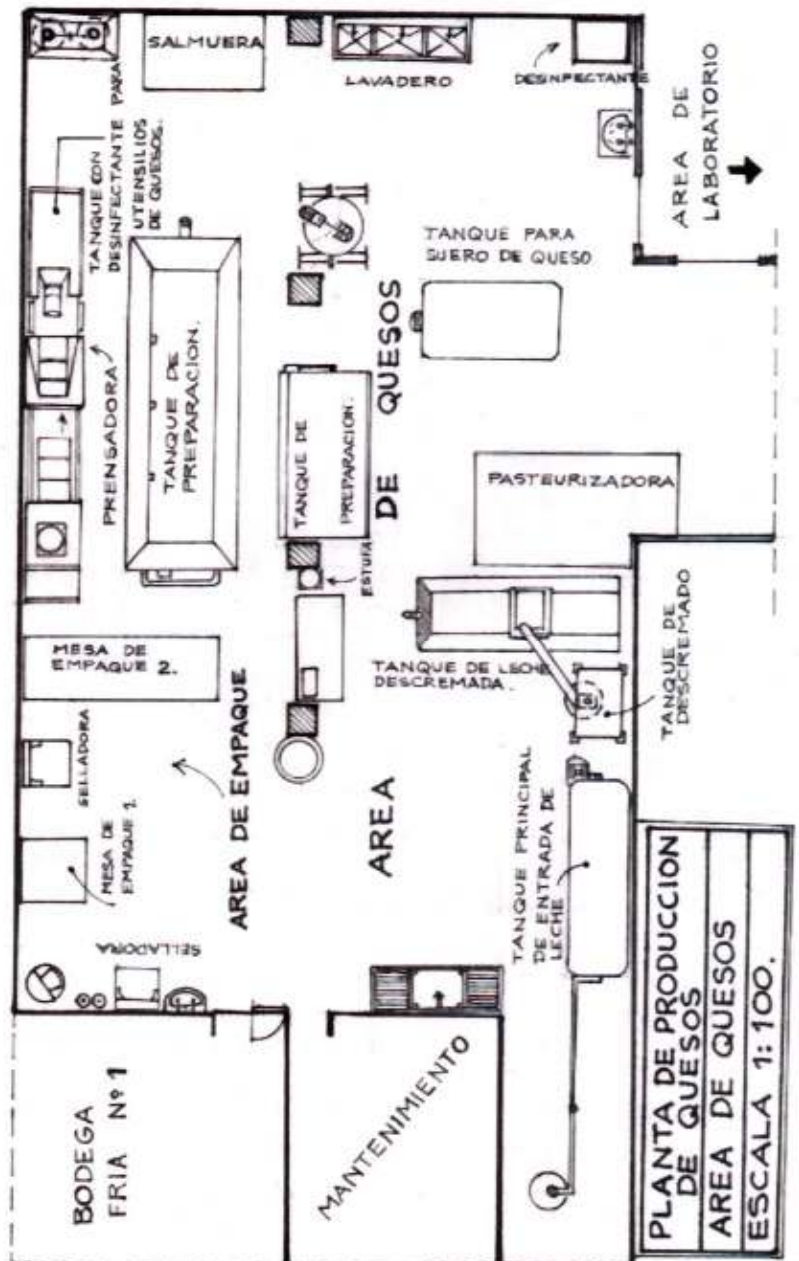 SALMUERA
LAVADERO
DESINFECTANTE
AREA DE
LABORATORIO
TANQUE CON
DESINFECTANTE PARA
UTENSILIOS
DE QUESOS.
TANQUE PARA
SUERO DE QUESO
PRENSADORA
TANQUE DE
PREPARACION.
TANQUE DE
PREPARACION.
AREA DE QUESOS
PASTEURIZADORA
ESTUFA
MESA DE
EMPAQUE 2.
TANQUE DE LECHE
DESCREMADA.
TANQUE DE
DESCREMADO
SELLADORA
AREA DE EMPAQUE
MESA DE
EMPAQUE 1.
TANQUE PRINCIPAL
DE ENTRADA DE
LECHE
SELLADORA
BODEGA
FRIA Nº 1
MANTENIMIENTO
PLANTA DE PRODUCCION
DE QUESOS
AREA DE QUESOS
ESCALA 1:100.